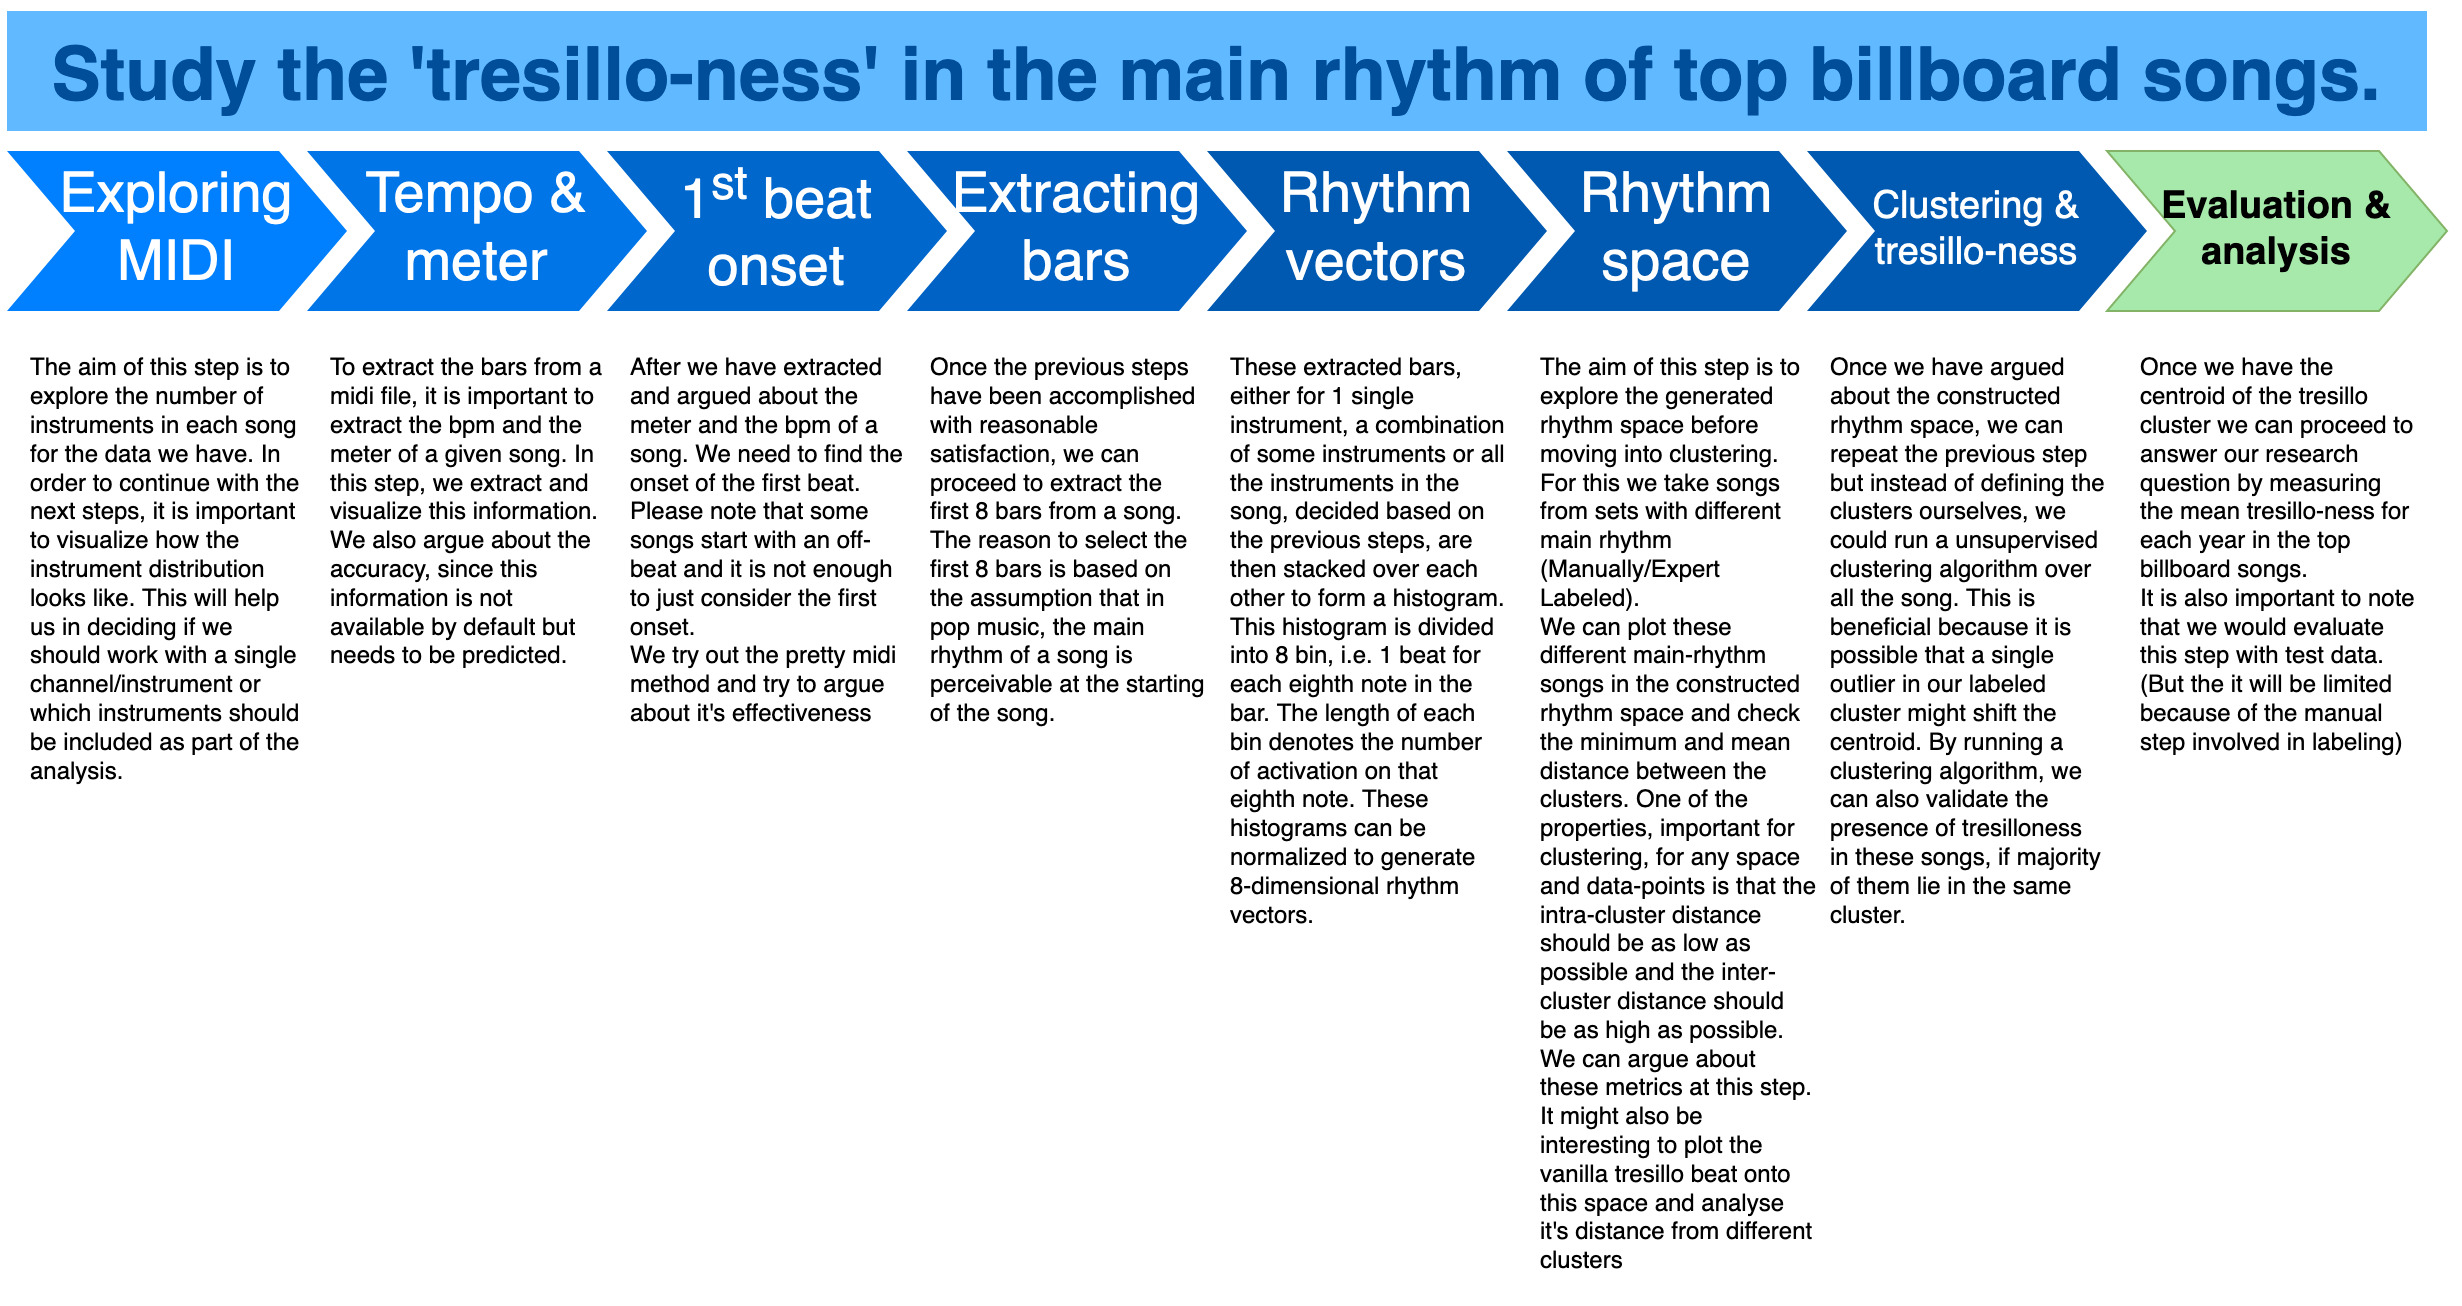 Study the 'tresillo-ness' in the main rhythm of top billboard songs.
Exploring
MIDI
Tempo &
meter
1st beat
onset
Extracting
bars
Rhythm
vectors
Rhythm
space
Clustering &
tresillo-ness
Evaluation &
analysis
The aim of this step is to
explore the number of
instruments in each song
for the data we have. In
order to continue with the
next steps, it is important
to visualize how the
instrument distribution
looks like. This will help
us in deciding if we
should work with a single
channel/instrument or
which instruments should
be included as part of the
analysis.
To extract the bars from a
midi file, it is important to
extract the bpm and the
meter of a given song. In
this step, we extract and
visualize this information.
We also argue about the
accuracy, since this
information is not
available by default but
needs to be predicted.
After we have extracted
and argued about the
meter and the bpm of a
song. We need to find the
onset of the first beat.
Please note that some
songs start with an off-
beat and it is not enough
to just consider the first
onset.
We try out the pretty midi
method and try to argue
about it's effectiveness
Once the previous steps
have been accomplished
with reasonable
satisfaction, we can
proceed to extract the
first 8 bars from a song.
The reason to select the
first 8 bars is based on
the assumption that in
pop music, the main
rhythm of a song is
perceivable at the starting
of the song.
These extracted bars,
either for 1 single
instrument, a combination
of some instruments or all
the instruments in the
song, decided based on
the previous steps, are
then stacked over each
other to form a histogram.
This histogram is divided
into 8 bin, i.e. 1 beat for
each eighth note in the
bar. The length of each
bin denotes the number
of activation on that
eighth note. These
histograms can be
normalized to generate
8-dimensional rhythm
vectors.
The aim of this step is to
explore the generated
rhythm space before
moving into clustering.
For this we take songs
from sets with different
main rhythm
(Manually/Expert
Labeled).
We can plot these
different main-rhythm
songs in the constructed
rhythm space and check
the minimum and mean
distance between the
clusters. One of the
properties, important for
clustering, for any space
and data-points is that the
intra-cluster distance
should be as low as
possible and the inter-
cluster distance should
be as high as possible.
We can argue about
these metrics at this step.
It might also be
interesting to plot the
vanilla tresillo beat onto
this space and analyse
it's distance from different
clusters
Once we have argued
about the constructed
rhythm space, we can
repeat the previous step
but instead of defining the
clusters ourselves, we
could run a unsupervised
clustering algorithm over
all the song. This is
beneficial because it is
possible that a single
outlier in our labeled
cluster might shift the
centroid. By running a
clustering algorithm, we
can also validate the
presence of tresilloness
in these songs, if majority
of them lie in the same
cluster.
Once we have the
centroid of the tresillo
cluster we can proceed to
answer our research
question by measuring
the mean tresillo-ness for
each year in the top
billboard songs.
It is also important to note
that we would evaluate
this step with test data.
(But the it will be limited
because of the manual
step involved in labeling)